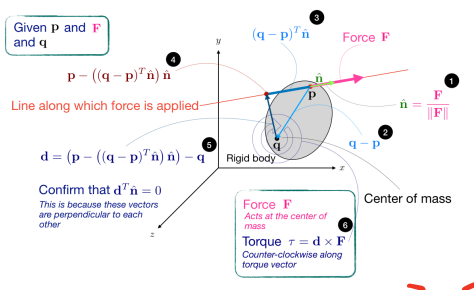 Given p and F
and q
3
(q − p)ᵀn̂
Force F
4
p − ((q − p)ᵀn̂) n̂
y
n̂
p
1
n̂ = F / ‖F‖
Line along which force is applied
2
q − p
5
d = (p − ((q − p)ᵀn̂) n̂) − q
q
Rigid body
x
Confirm that dᵀn̂ = 0
This is because these vectors
are perpendicular to each
other
z
Center of mass
Force F
Acts at the center of
mass
6
Torque τ = d × F
Counter-clockwise along
torque vector